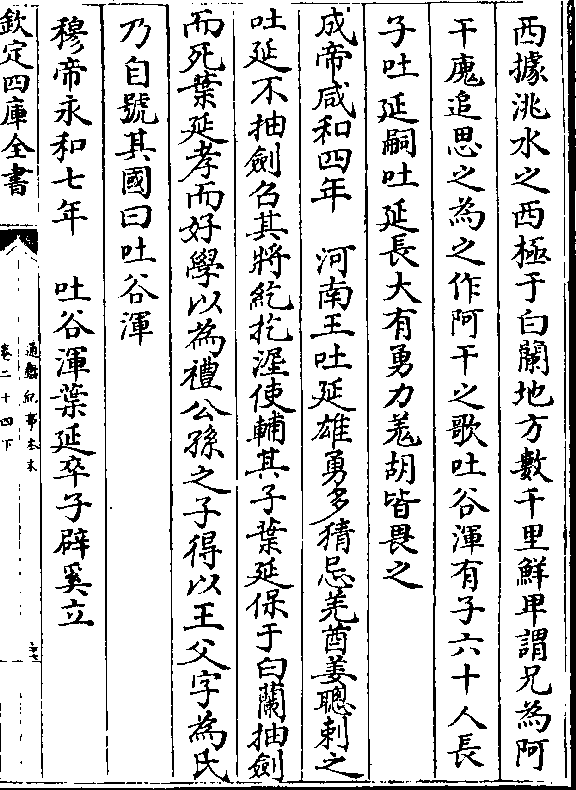 西據洮水之西極于白蘭地方數千里鮮卑謂兄為阿
干廆追思之為之作阿干之歌吐谷渾有子六十人長
子吐延嗣吐延長大有勇力羌胡皆畏之
成帝咸和四年　河南王吐延雄勇多猜忌羌酋姜聰刺之
吐延不抽劍召其將紇扢渥使輔其子葉延保于白蘭抽劍
而死葉延孝而好學以為禮公孫之子得以王父字為氏
乃自號其國曰吐谷渾
穆帝永和七年　吐谷渾葉延卒子辟奚立
欽定四庫全書
通鑑紀事本末
卷二十四下